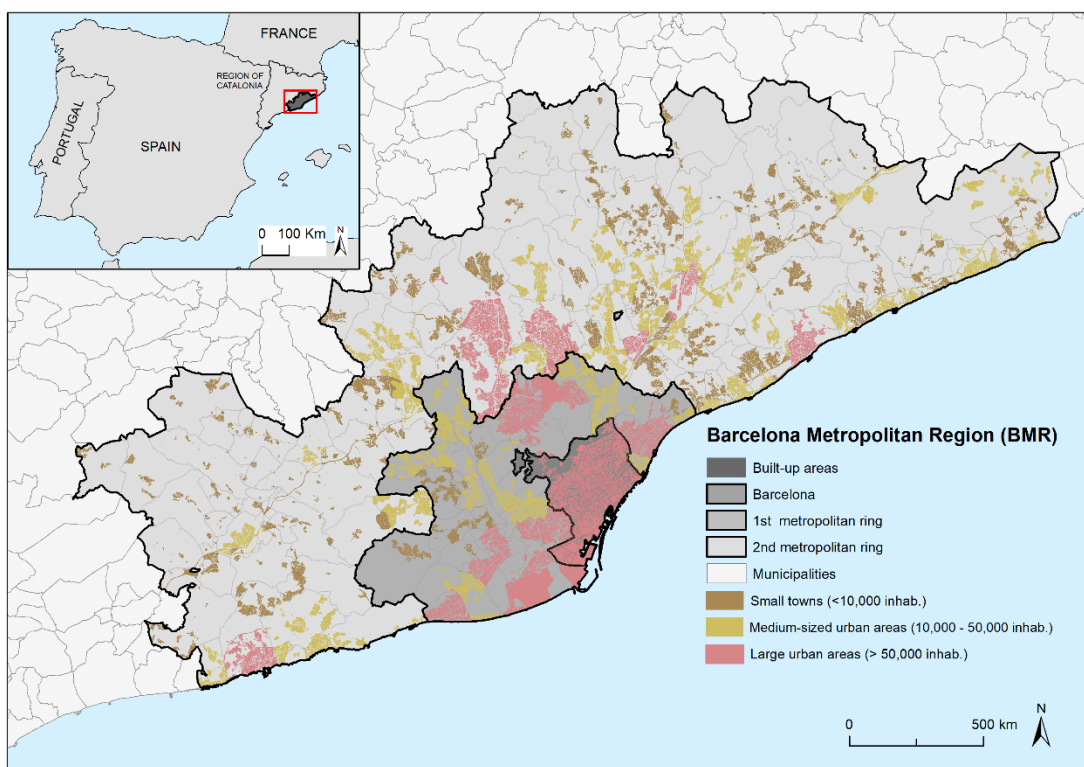 FRANCE
REGION OF
CATALONIA
PORTUGAL
SPAIN
0 100 Km
N
Barcelona Metropolitan Region (BMR)
Built-up areas
Barcelona
1st metropolitan ring
2nd metropolitan ring
Municipalities
Small towns (<10,000 inhab.)
Medium-sized urban areas (10,000 - 50,000 inhab.)
Large urban areas (> 50,000 inhab.)
N
0 500 km